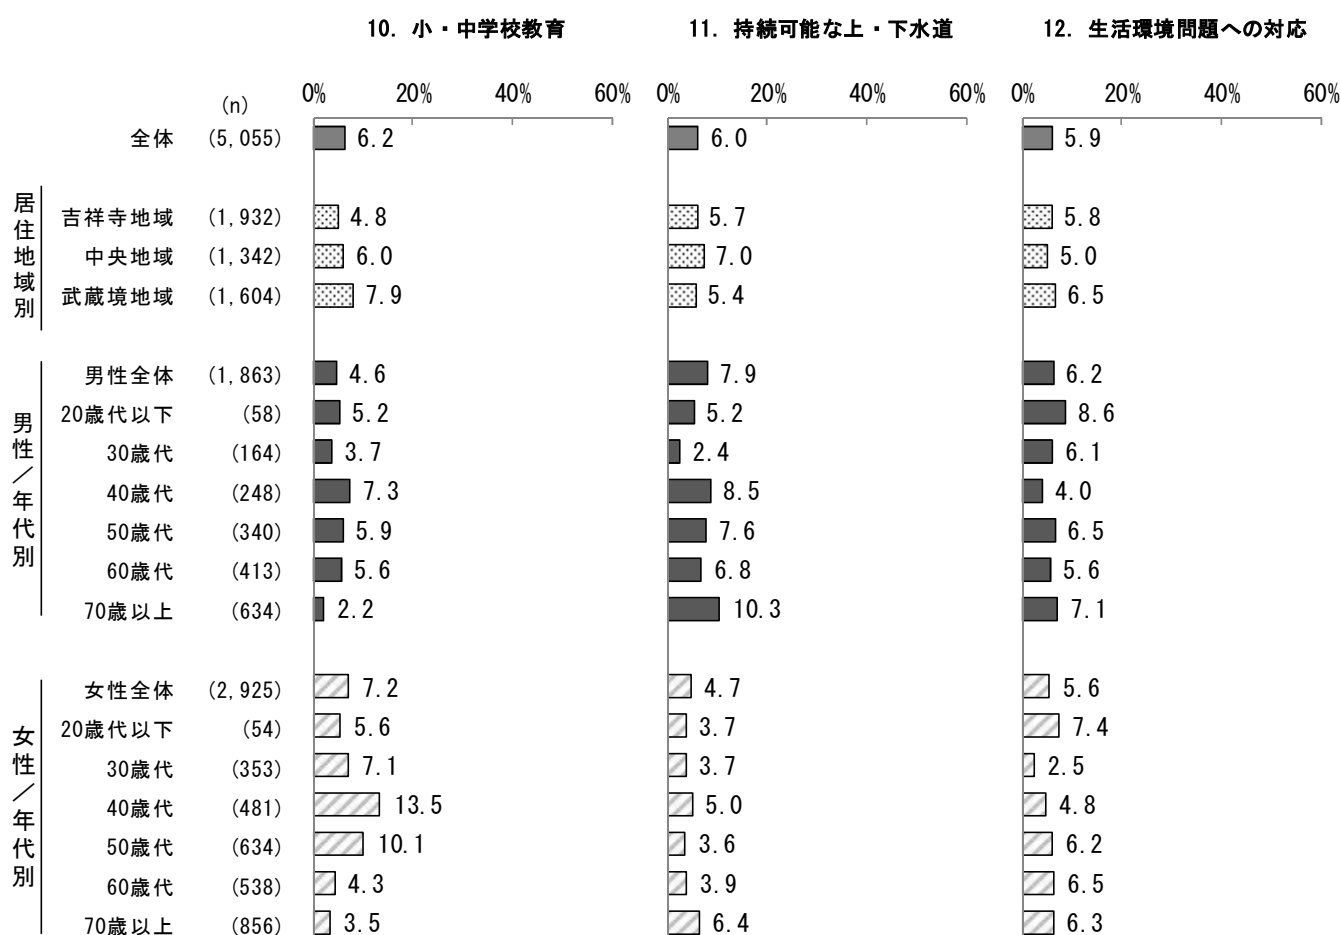 10. 小・中学校教育 11. 持続可能な上・下水道 12. 生活環境問題への対応
(n) 0% 20% 40% 60% 0% 20% 40% 60% 0% 20% 40% 60%
全体 (5,055) 6.2 6.0 5.9
居住地域別
吉祥寺地域 (1,932) 4.8 5.7 5.8
中央地域 (1,342) 6.0 7.0 5.0
武蔵境地域 (1,604) 7.9 5.4 6.5
男性／年代別
男性全体 (1,863) 4.6 7.9 6.2
20歳代以下 (58) 5.2 5.2 8.6
30歳代 (164) 3.7 2.4 6.1
40歳代 (248) 7.3 8.5 4.0
50歳代 (340) 5.9 7.6 6.5
60歳代 (413) 5.6 6.8 5.6
70歳以上 (634) 2.2 10.3 7.1
女性／年代別
女性全体 (2,925) 7.2 4.7 5.6
20歳代以下 (54) 5.6 3.7 7.4
30歳代 (353) 7.1 3.7 2.5
40歳代 (481) 13.5 5.0 4.8
50歳代 (634) 10.1 3.6 6.2
60歳代 (538) 4.3 3.9 6.5
70歳以上 (856) 3.5 6.4 6.3